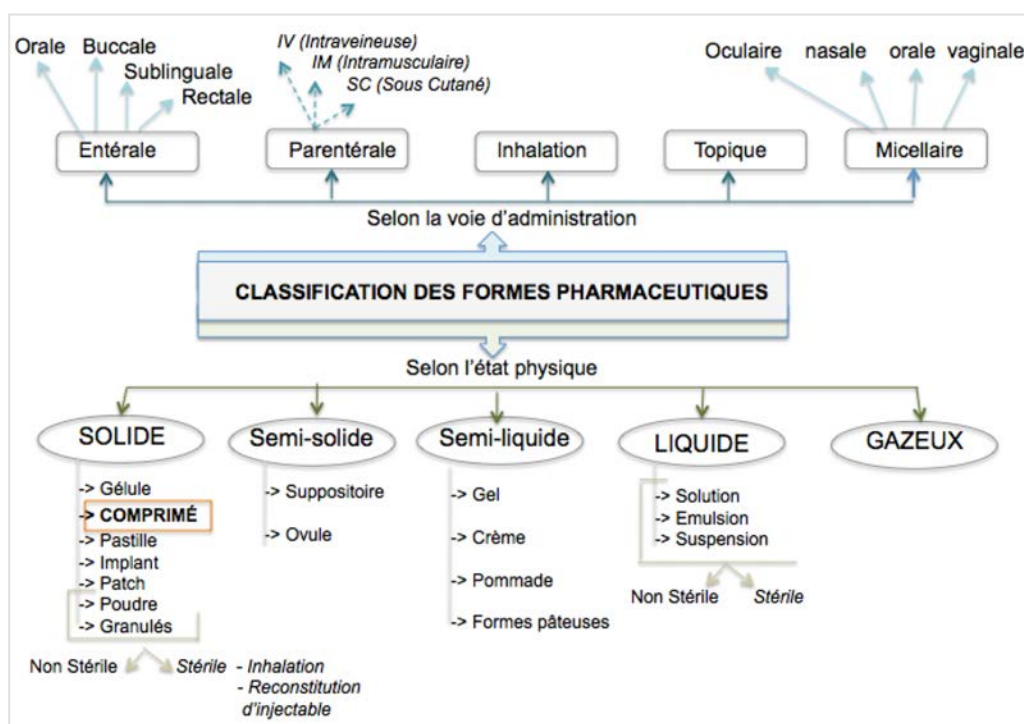 Orale
Buccale
Sublinguale
Rectale
IV (Intraveineuse)
IM (Intramusculaire)
SC (Sous Cutané)
Oculaire
nasale
orale
vaginale
Entérale
Parentérale
Inhalation
Topique
Micellaire
Selon la voie d'administration
CLASSIFICATION DES FORMES PHARMACEUTIQUES
Selon l'état physique
SOLIDE
Semi-solide
Semi-liquide
LIQUIDE
GAZEUX
-> Gélule
-> COMPRIMÉ
-> Pastille
-> Implant
-> Patch
-> Poudre
-> Granulés
Non Stérile
Stérile
- Inhalation
- Reconstitution
d'injectable
-> Suppositoire
-> Ovule
-> Gel
-> Crème
-> Pommade
-> Formes pâteuses
-> Solution
-> Emulsion
-> Suspension
Non Stérile
Stérile